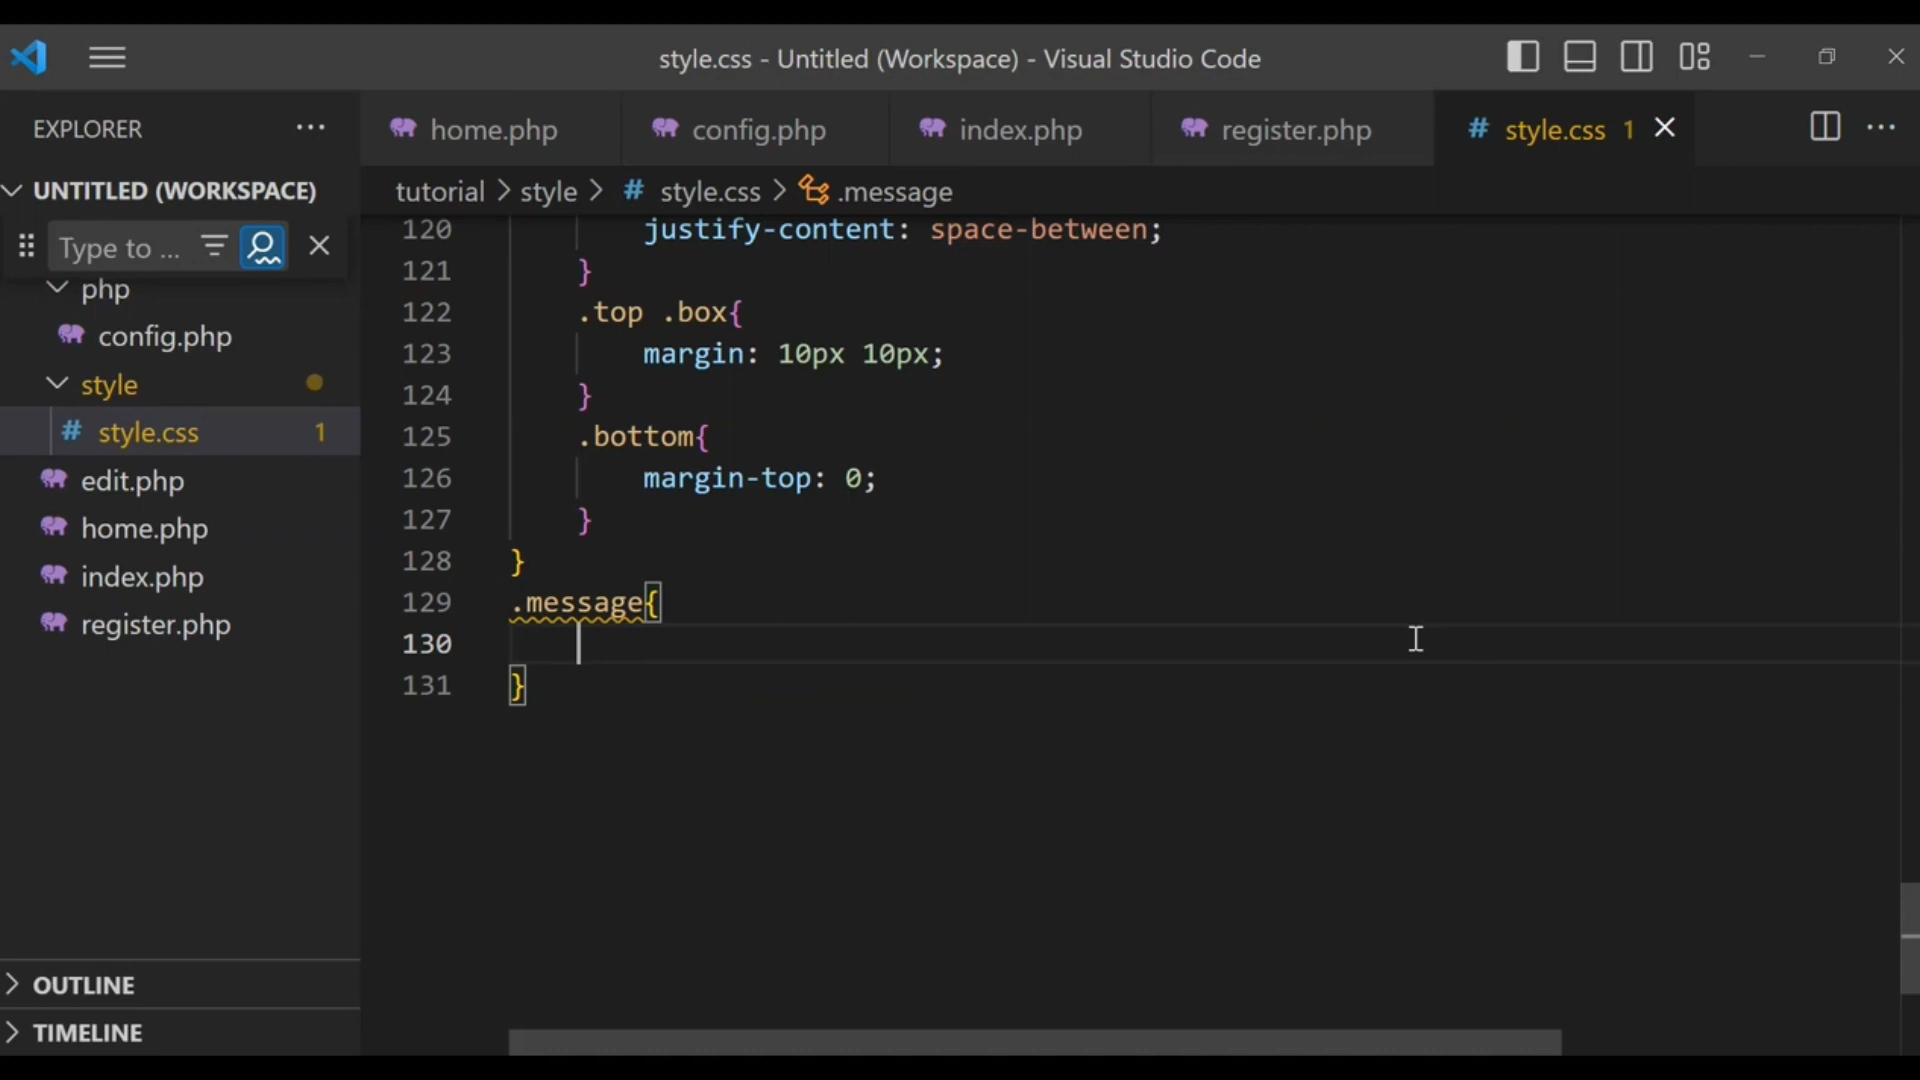 style.css - Untitled (Workspace) - Visual Studio Code
EXPLORER
home.php
config.php
index.php
register.php
# style.css 1
UNTITLED (WORKSPACE)
tutorial > style > # style.css > .message
Type to ...
php
config.php
style
# style.css 1
edit.php
home.php
index.php
register.php
OUTLINE
TIMELINE
120 justify-content: space-between;
121 }
122 .top .box{
123 margin: 10px 10px;
124 }
125 .bottom{
126 margin-top: 0;
127 }
128 }
129 .message{
130
131 }